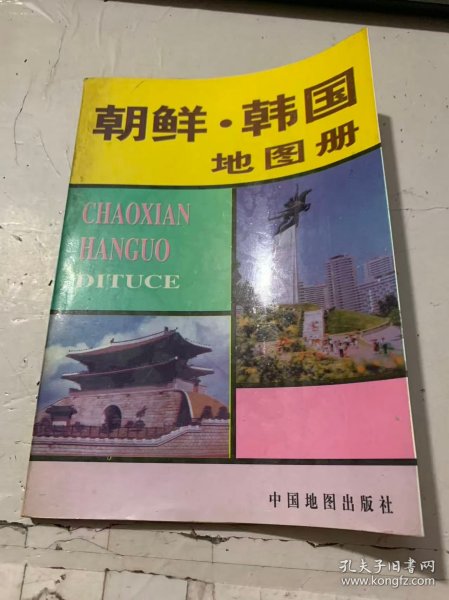 朝鲜·韩国
地图册
CHAOXIAN
HANGUO
DITUCE
中国地图出版社
孔夫子旧书网
www.kongfz.com